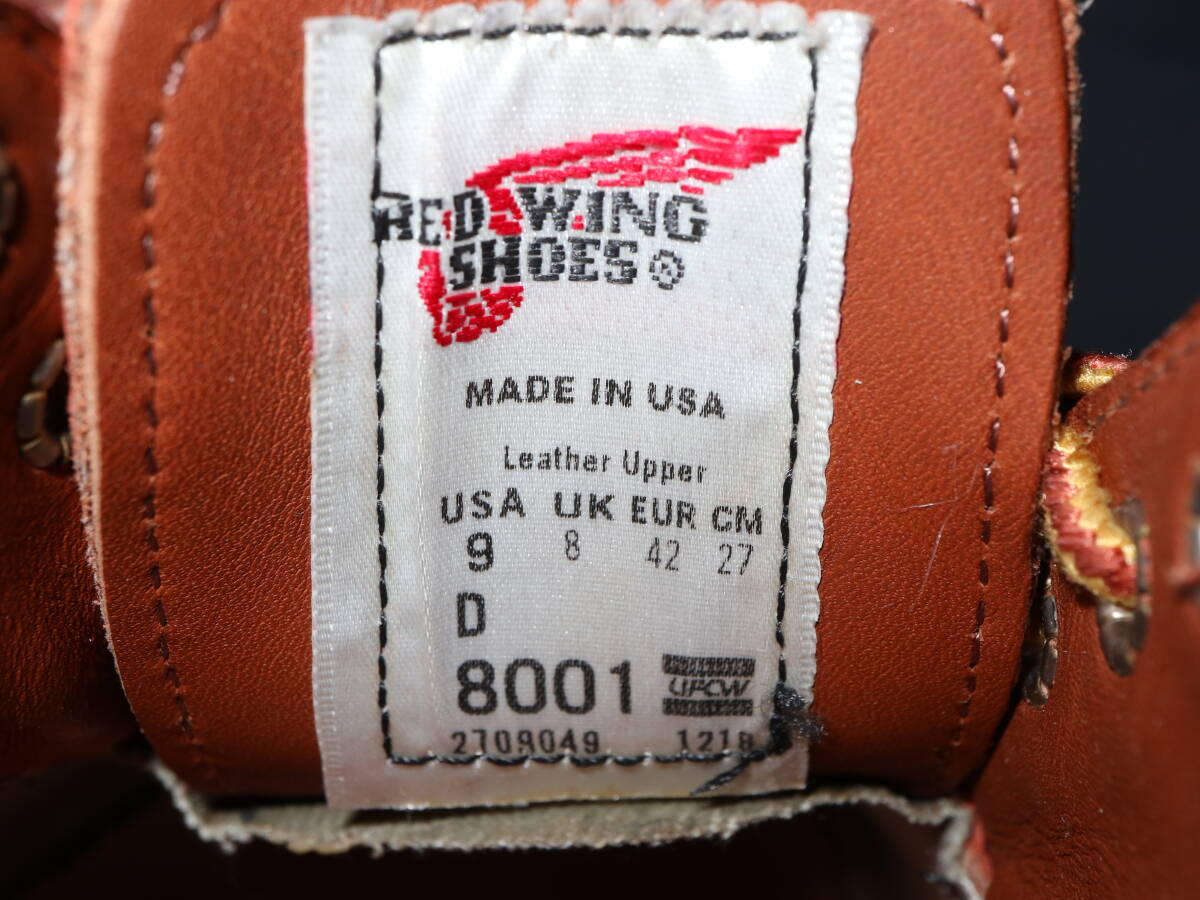 RED WING
SHOES ®
MADE IN USA
Leather Upper
USA UK EUR CM
9 8 42 27
D
8001 UFCW
2709049 1218